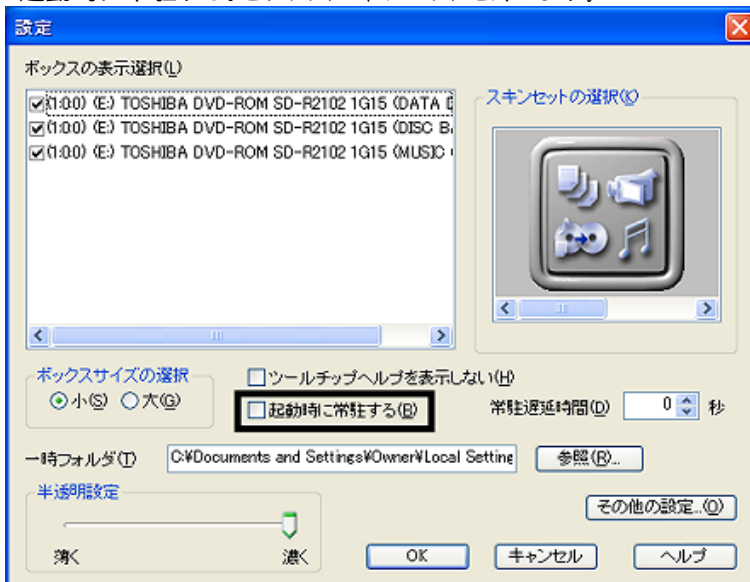 設定
ボックスの表示選択(L)
(1:0:0) (E:) TOSHIBA DVD-ROM SD-R2102 1G15 (DATA
(1:0:0) (E:) TOSHIBA DVD-ROM SD-R2102 1G15 (DISC
(1:0:0) (E:) TOSHIBA DVD-ROM SD-R2102 1G15 (MUSIC
スキンセットの選択(K)
ボックスサイズの選択
小(S) 大(G)
ツールチップヘルプを表示しない(H)
起動時に常駐する(B)
常駐遅延時間(D) 0 秒
一時フォルダ(T) C:¥Documents and Settings¥Owner¥Local Setting 参照(R)...
半透明設定
薄く 濃く
その他の設定...(O)
OK キャンセル ヘルプ